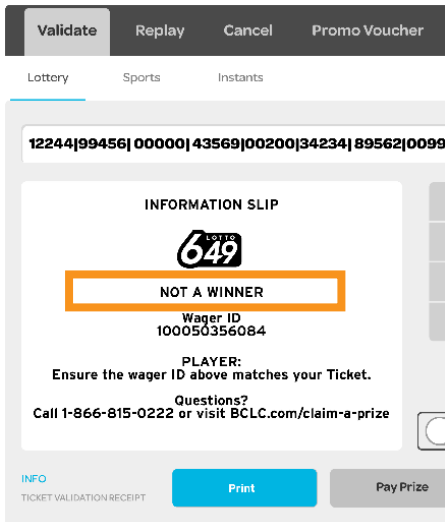 Validate Replay Cancel Promo Voucher
Lottery Sports Instants
12244|99456| 00000| 43569|00200|34234| 89562|0099
INFORMATION SLIP
LOTTO
649
NOT A WINNER
Wager ID
100050356084
PLAYER:
Ensure the wager ID above matches your Ticket.
Questions?
Call 1-866-815-0222 or visit BCLC.com/claim-a-prize
INFO
TICKET VALIDATION RECEIPT
Print Pay Prize